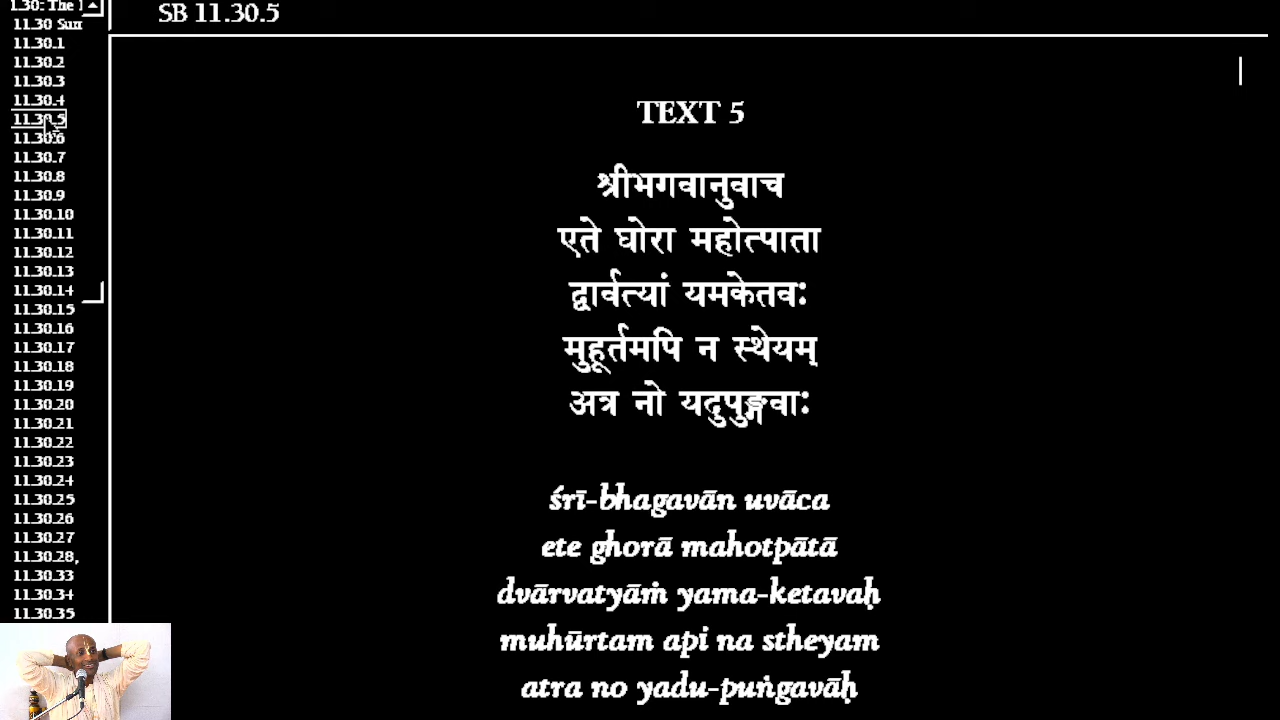 1.30: The
11.30 Sum
11.30.1
11.30.2
11.30.3
11.30.4
11.30.5
11.30.6
11.30.7
11.30.8
11.30.9
11.30.10
11.30.11
11.30.12
11.30.13
11.30.14
11.30.15
11.30.16
11.30.17
11.30.18
11.30.19
11.30.20
11.30.21
11.30.22
11.30.23
11.30.24
11.30.25
11.30.26
11.30.27
11.30.28,
11.30.33
11.30.34
11.30.35
SB 11.30.5
TEXT 5
श्रीभगवानुवाच
एते घोरा महोत्पाता
द्वार्वत्यां यमकेतवः
मुहूर्तमपि न स्थेयम्
अत्र नो यदुपुङ्गवाः
śrī-bhagavān uvāca
ete ghorā mahotpātā
dvārvatyāṁ yama-ketavaḥ
muhūrtam api na stheyam
atra no yadu-puṅgavāḥ